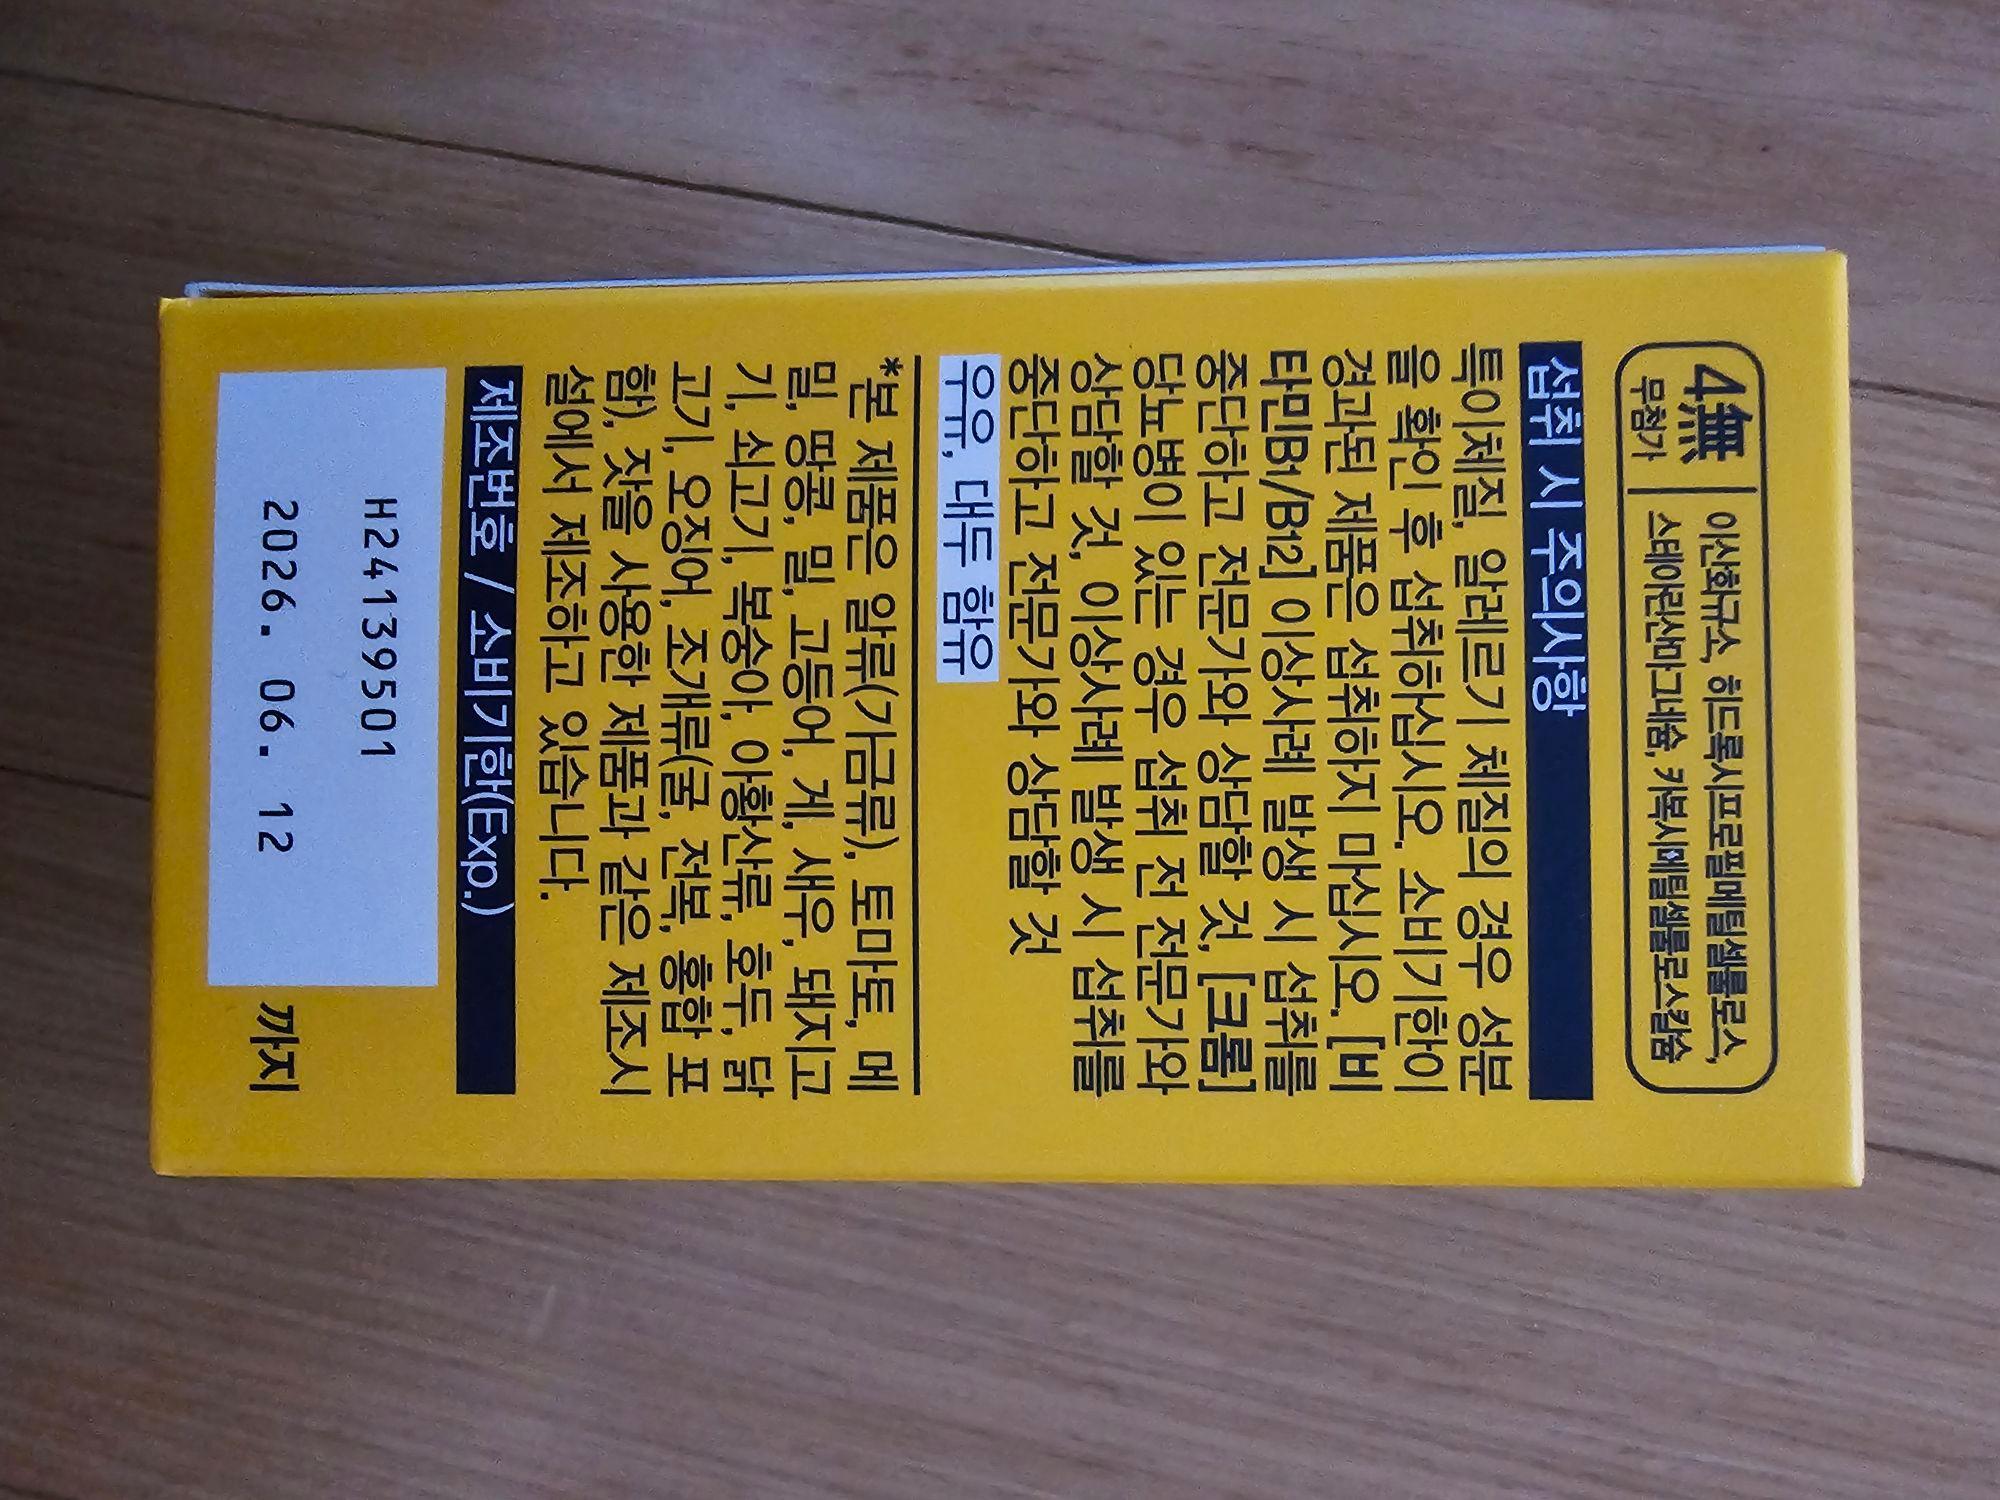 4無
무첨가
이산화규소, 히드록시프로필메틸셀룰로스,
스테아린산마그네슘, 카복시메틸셀룰로스칼슘
섭취 시 주의사항
특이체질, 알레르기 체질의 경우 성분
을 확인 후 섭취하십시오. 소비기한이
경과된 제품은 섭취하지 마십시오. [비
타민B1/B12] 이상사례 발생 시 섭취를
중단하고 전문가와 상담할 것, [크롬]
당뇨병이 있는 경우 섭취 전 전문가와
상담할 것, 이상사례 발생 시 섭취를
중단하고 전문가와 상담할 것
우유, 대두 함유
*본 제품은 알류(가금류), 토마토, 메
밀, 땅콩, 밀, 고등어, 게, 새우, 돼지고
기, 쇠고기, 복숭아, 아황산류, 호두, 닭
고기, 오징어, 조개류(굴, 전복, 홍합 포
함), 잣을 사용한 제품과 같은 제조시
설에서 제조하고 있습니다.
제조번호 / 소비기한(Exp.)
H24139501
2026. 06. 12 까지